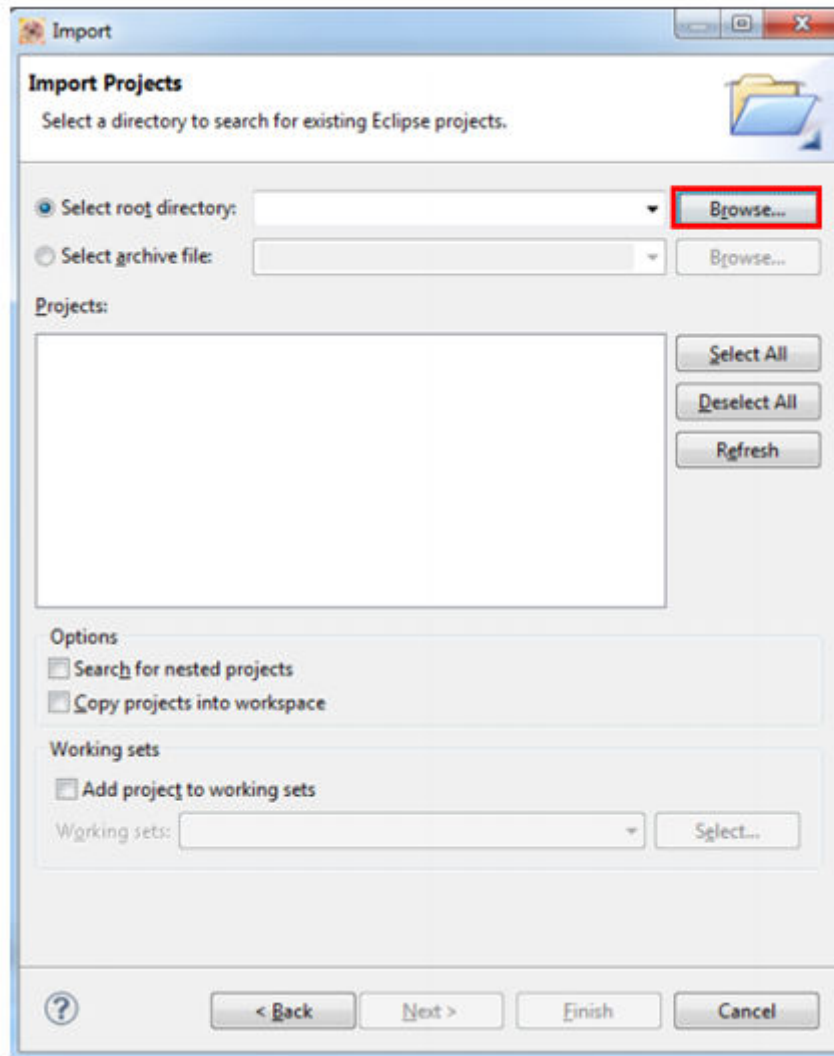 Import
Import Projects
Select a directory to search for existing Eclipse projects.
Select root directory: Browse...
Select archive file: Browse...
Projects:
Select All
Deselect All
Refresh
Options
Search for nested projects
Copy projects into workspace
Working sets
Add project to working sets
Working sets: Select...
? < Back Next > Finish Cancel